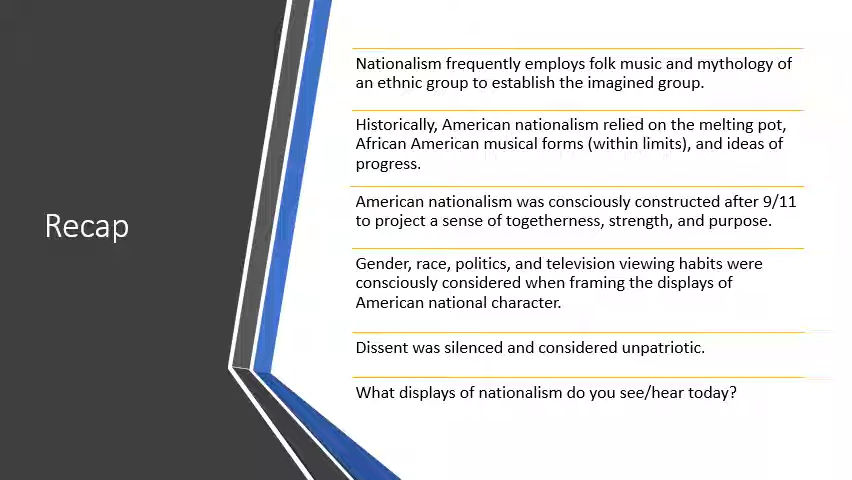 Recap
Nationalism frequently employs folk music and mythology of
an ethnic group to establish the imagined group.
Historically, American nationalism relied on the melting pot,
African American musical forms (within limits), and ideas of
progress.
American nationalism was consciously constructed after 9/11
to project a sense of togetherness, strength, and purpose.
Gender, race, politics, and television viewing habits were
consciously considered when framing the displays of
American national character.
Dissent was silenced and considered unpatriotic.
What displays of nationalism do you see/hear today?